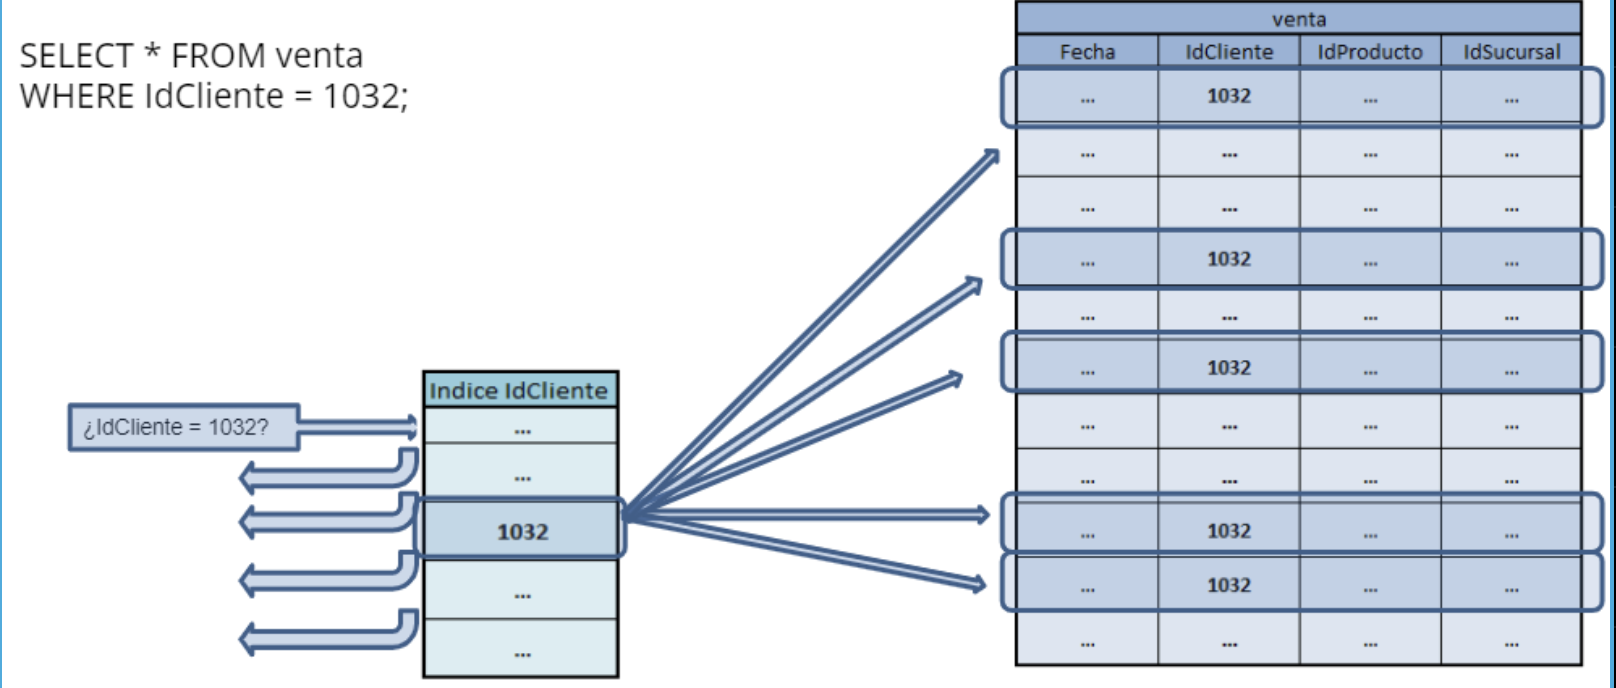 SELECT * FROM venta
WHERE IdCliente = 1032;
¿IdCliente = 1032?
Indice IdCliente
...
...
1032
...
...
venta
Fecha IdCliente IdProducto IdSucursal
... 1032 ... ...
... ... ... ...
... ... ... ...
... 1032 ... ...
... ... ... ...
... 1032 ... ...
... ... ... ...
... ... ... ...
... 1032 ... ...
... 1032 ... ...
... ... ... ...